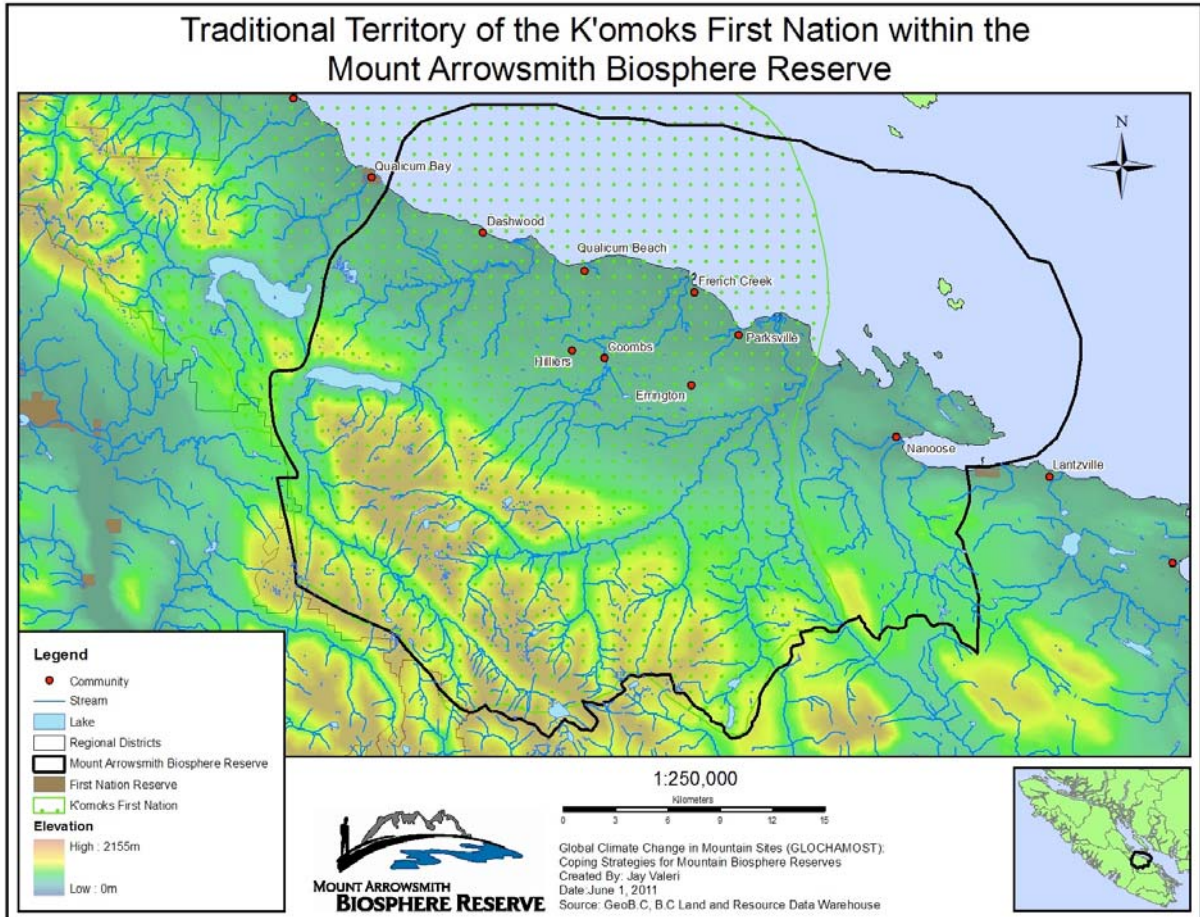 Traditional Territory of the K'omoks First Nation within the
Mount Arrowsmith Biosphere Reserve
N
Qualicum Bay
Dashwood
Qualicum Beach
French Creek
Parksville
Hilliers
Coombs
Errington
Nanoose
Lantzville
Legend
Community
Stream
Lake
Regional Districts
Mount Arrowsmith Biosphere Reserve
First Nation Reserve
K'omoks First Nation
Elevation
High : 2155m
Low : 0m
MOUNT ARROWSMITH
BIOSPHERE RESERVE
1:250,000
Kilometers
0 3 6 9 12 15
Global Climate Change in Mountain Sites (GLOCHAMOST):
Coping Strategies for Mountain Biosphere Reserves
Created By: Jay Valeri
Date:June 1, 2011
Source: GeoB.C, B.C Land and Resource Data Warehouse